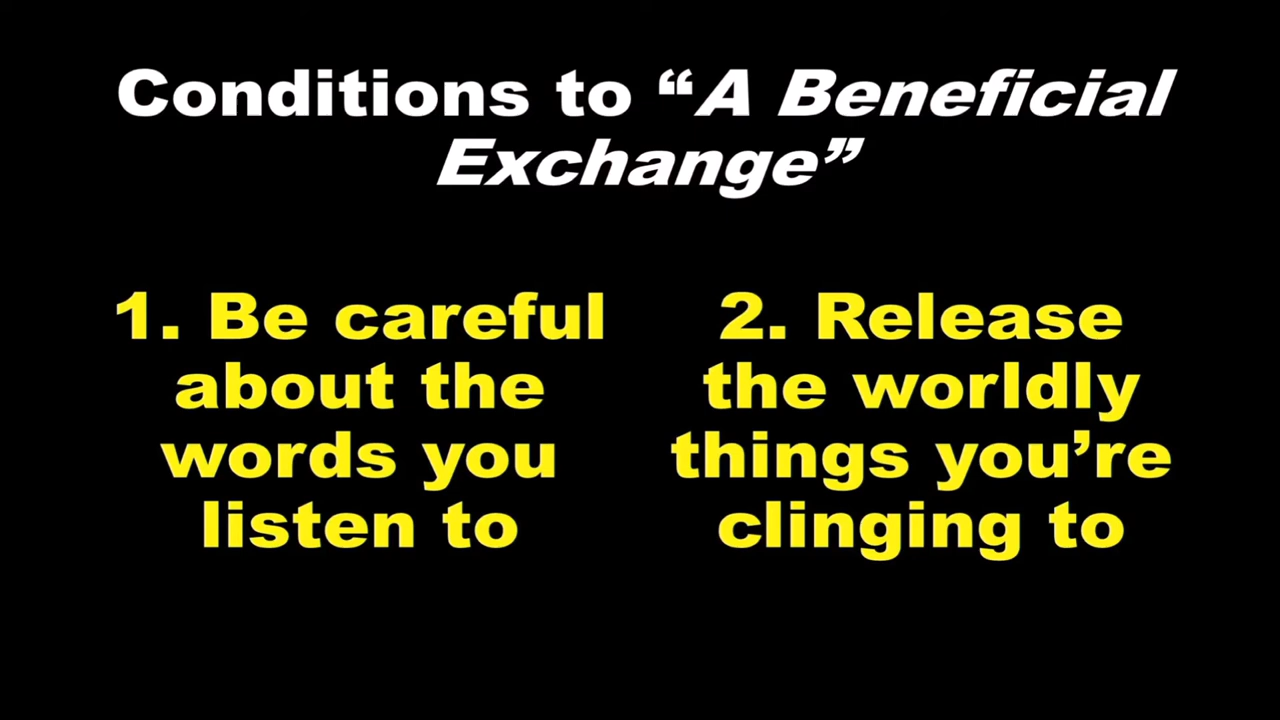 Conditions to “A Beneficial
Exchange”
1. Be careful
about the
words you
listen to
2. Release
the worldly
things you’re
clinging to